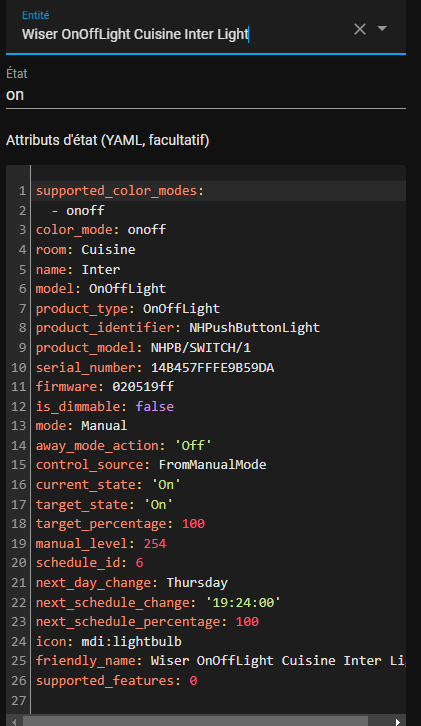 Entité
Wiser OnOffLight Cuisine Inter Light
État
on
Attributs d'état (YAML, facultatif)
1 supported_color_modes:
2   - onoff
3 color_mode: onoff
4 room: Cuisine
5 name: Inter
6 model: OnOffLight
7 product_type: OnOffLight
8 product_identifier: NHPushButtonLight
9 product_model: NHPB/SWITCH/1
10 serial_number: 14B457FFFE9B59DA
11 firmware: 020519ff
12 is_dimmable: false
13 mode: Manual
14 away_mode_action: 'Off'
15 control_source: FromManualMode
16 current_state: 'On'
17 target_state: 'On'
18 target_percentage: 100
19 manual_level: 254
20 schedule_id: 6
21 next_day_change: Thursday
22 next_schedule_change: '19:24:00'
23 next_schedule_percentage: 100
24 icon: mdi:lightbulb
25 friendly_name: Wiser OnOffLight Cuisine Inter Li
26 supported_features: 0
27